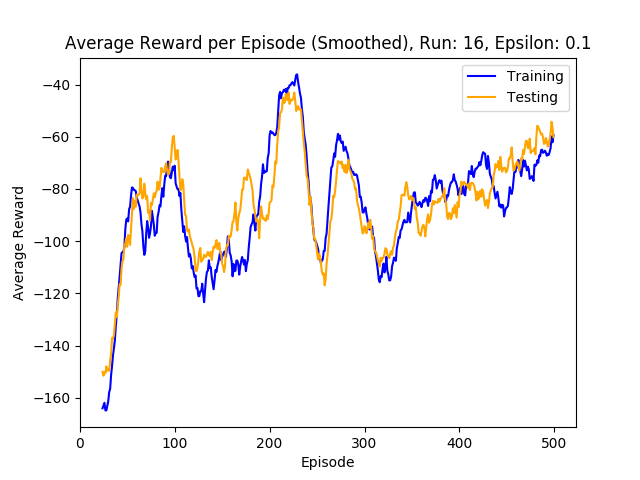 Average Reward per Episode (Smoothed), Run: 16, Epsilon: 0.1
Training
Testing
−40
−60
−80
−100
−120
−140
−160
Average Reward
0
100
200
300
400
500
Episode